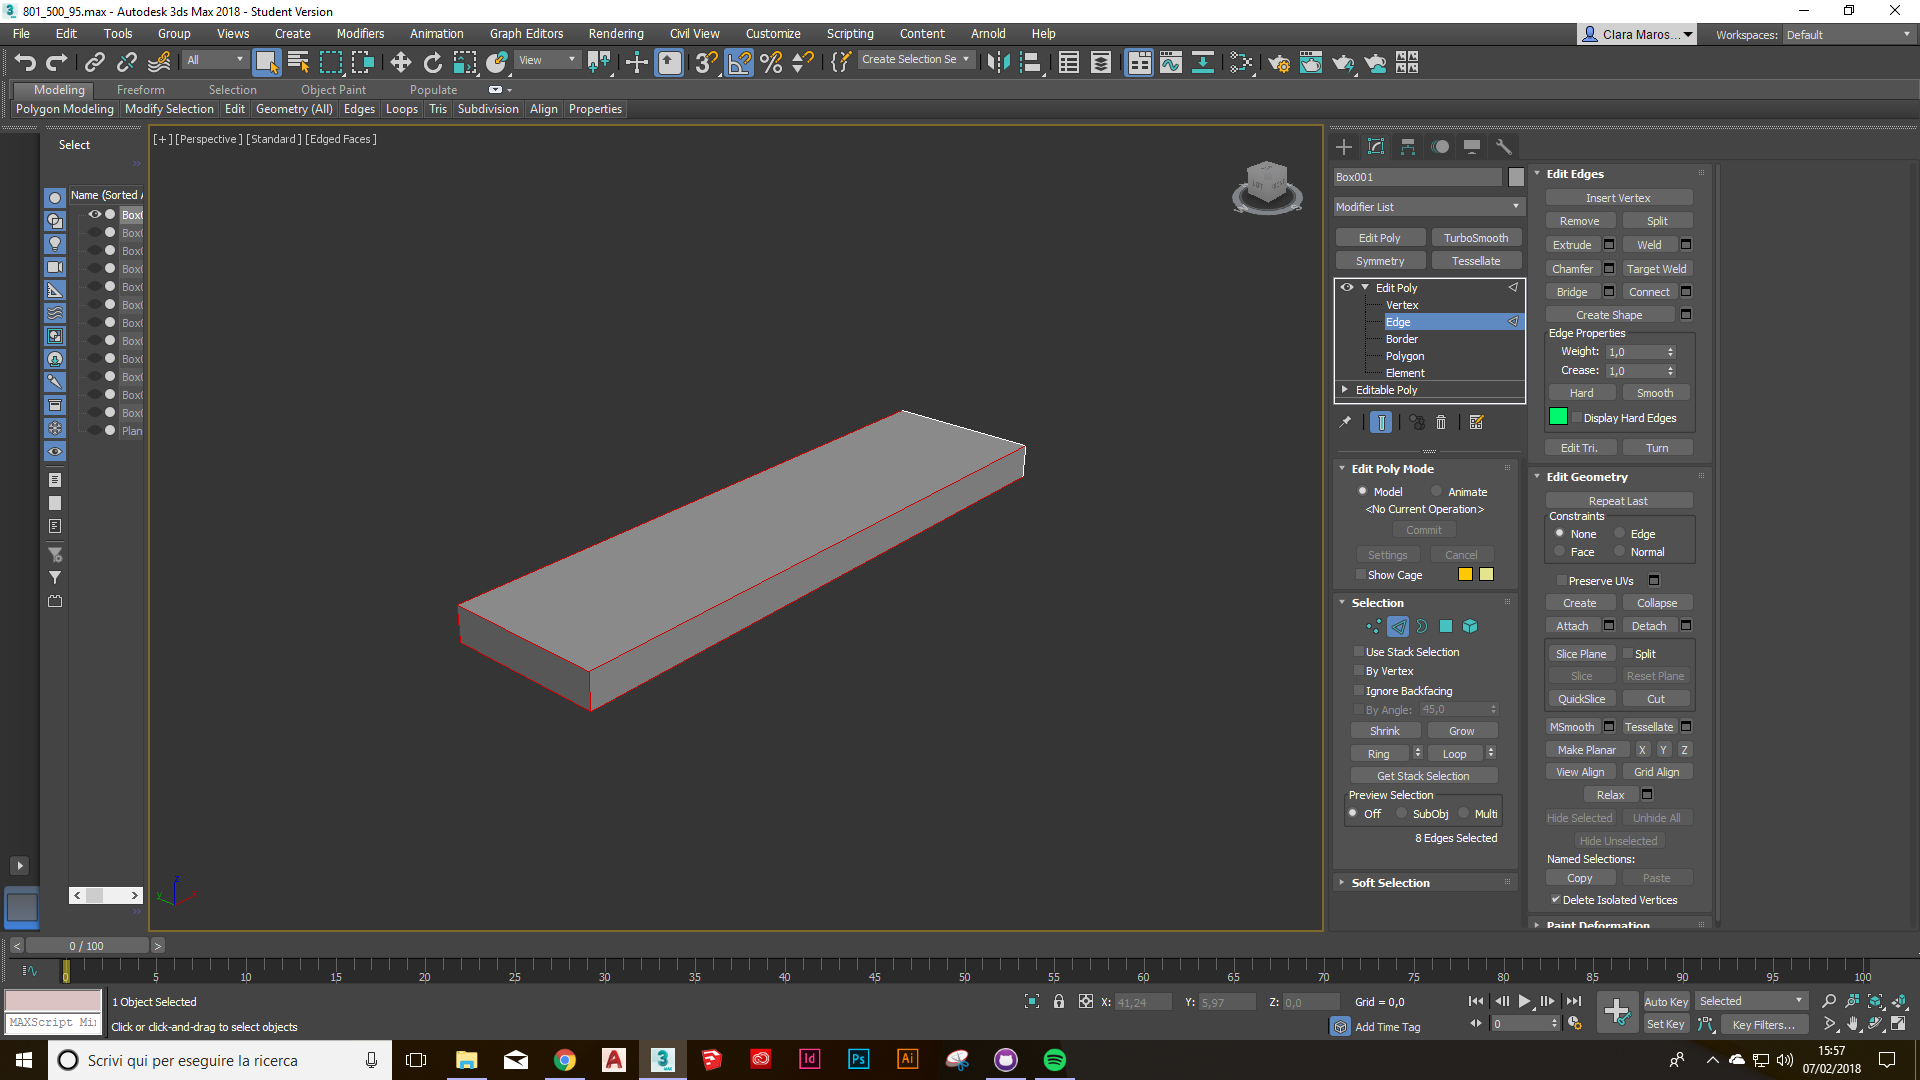 801_500_95.max - Autodesk 3ds Max 2018 - Student Version
File Edit Tools Group Views Create Modifiers Animation Graph Editors Rendering Civil View Customize Scripting Content Arnold Help
Clara Maros... Workspaces: Default
All View Create Selection Se
Modeling Freeform Selection Object Paint Populate
Polygon Modeling Modify Selection Edit Geometry (All) Edges Loops Tris Subdivision Align Properties
Select
Name (Sorted A
Box0
Box0
Box0
Box0
Box0
Box0
Box0
Box0
Box0
Box0
Box0
Box0
Plan
[+] [Perspective] [Standard] [Edged Faces]
Box001
Modifier List
Edit Poly TurboSmooth
Symmetry Tessellate
Edit Poly
Vertex
Edge
Border
Polygon
Element
Editable Poly
Edit Poly Mode
Model Animate
<No Current Operation>
Commit
Settings Cancel
Show Cage
Selection
Use Stack Selection
By Vertex
Ignore Backfacing
By Angle: 45,0
Shrink Grow
Ring Loop
Get Stack Selection
Preview Selection
Off SubObj Multi
8 Edges Selected
Soft Selection
Edit Edges
Insert Vertex
Remove Split
Extrude Weld
Chamfer Target Weld
Bridge Connect
Create Shape
Edge Properties
Weight: 1,0
Crease: 1,0
Hard Smooth
Display Hard Edges
Edit Tri. Turn
Edit Geometry
Repeat Last
Constraints
None Edge
Face Normal
Preserve UVs
Create Collapse
Attach Detach
Slice Plane Split
Slice Reset Plane
QuickSlice Cut
MSmooth Tessellate
Make Planar X Y Z
View Align Grid Align
Relax
Hide Selected Unhide All
Hide Unselected
Named Selections:
Copy Paste
Delete Isolated Vertices
Paint Deformation
z
y
x
< 0 / 100 >
0 5 10 15 20 25 30 35 40 45 50 55 60 65 70 75 80 85 90 95 100
1 Object Selected
X: 41,24 Y: 5,97 Z: 0,0 Grid = 0,0
Auto Key Selected
MAXScript Mi
Click or click-and-drag to select objects
Add Time Tag
0
Set Key Key Filters...
Scrivi qui per eseguire la ricerca
15:57
07/02/2018